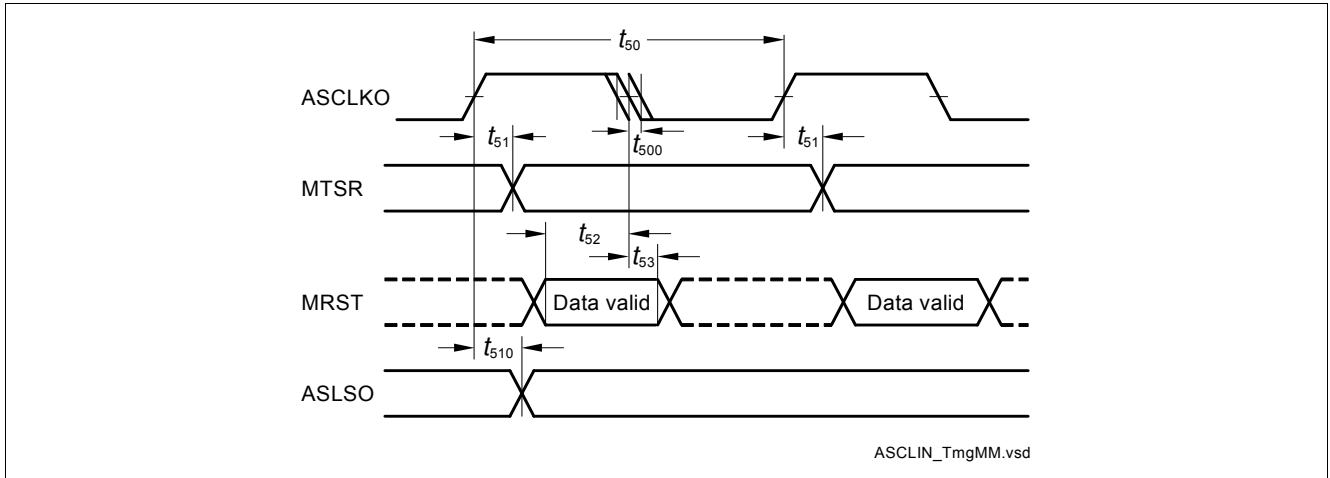 t50
ASCLKO
t51
t500
t51
MTSR
t52
t53
MRST
Data valid
Data valid
t510
ASLSO
ASCLIN_TmgMM.vsd